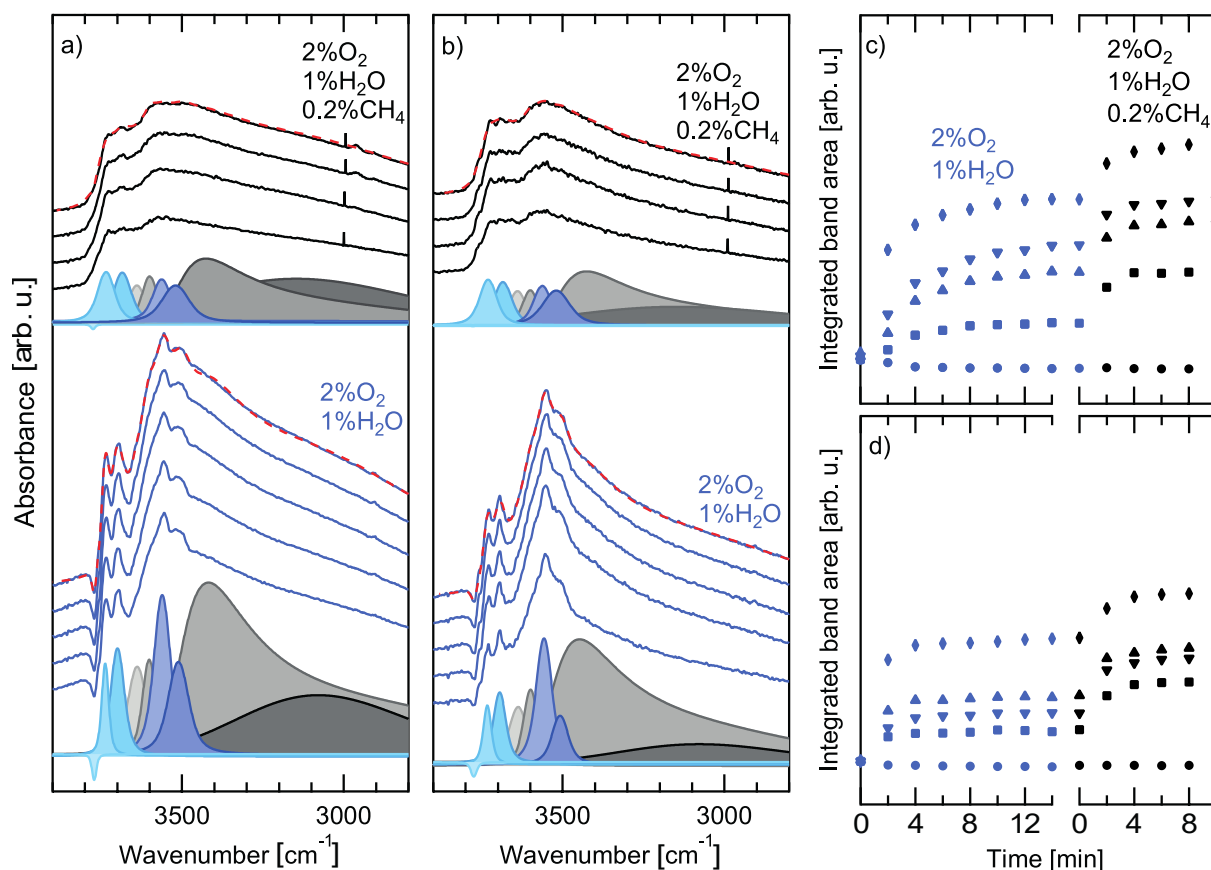 a)
2%O₂
1%H₂O
0.2%CH₄
2%O₂
1%H₂O
b)
2%O₂
1%H₂O
0.2%CH₄
2%O₂
1%H₂O
Absorbance [arb. u.]
3500
3000
Wavenumber [cm⁻¹]
3500
3000
Wavenumber [cm⁻¹]
c)
2%O₂
1%H₂O
2%O₂
1%H₂O
0.2%CH₄
Integrated band area [arb. u.]
d)
Integrated band area [arb. u.]
0 4 8 12 0 4 8
Time [min]